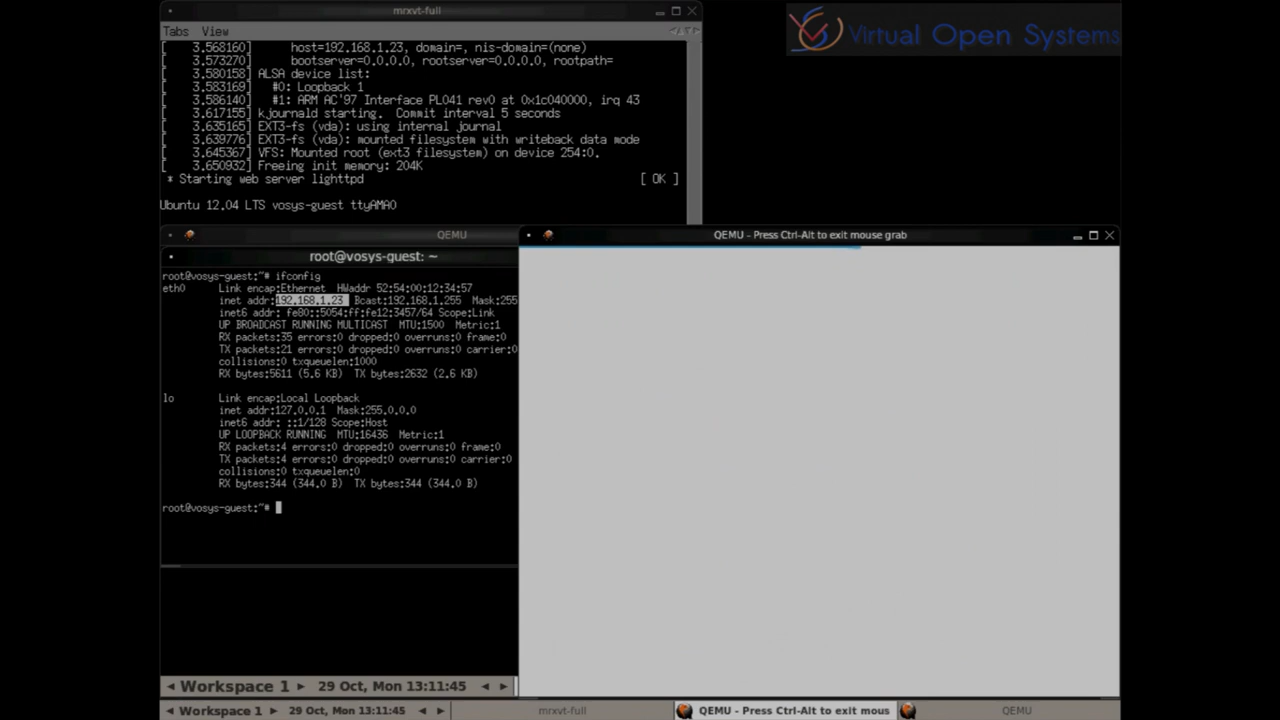 mrxvt-full
Tabs View
Virtual Open Systems
[ 3.568160] host=192.168.1.23, domain=, nis-domain=(none)
[ 3.573270] bootserver=0.0.0.0, rootserver=0.0.0.0, rootpath=
[ 3.580158] ALSA device list:
[ 3.583169] #0: Loopback 1
[ 3.586140] #1: ARM AC'97 Interface PL041 rev0 at 0x1c040000, irq 43
[ 3.617155] kjournald starting. Commit interval 5 seconds
[ 3.635165] EXT3-fs (vda): using internal journal
[ 3.639776] EXT3-fs (vda): mounted filesystem with writeback data mode
[ 3.645367] VFS: Mounted root (ext3 filesystem) on device 254:0.
[ 3.650932] Freeing init memory: 204K
* Starting web server lighttpd [ OK ]
Ubuntu 12.04 LTS vosys-guest ttyAMA0
QEMU
QEMU - Press Ctrl-Alt to exit mouse grab
root@vosys-guest: ~
root@vosys-guest:~# ifconfig
eth0 Link encap:Ethernet HWaddr 52:54:00:12:34:57
inet addr:192.168.1.23 Bcast:192.168.1.255 Mask:255
inet6 addr: fe80::5054:ff:fe12:3457/64 Scope:Link
UP BROADCAST RUNNING MULTICAST MTU:1500 Metric:1
RX packets:35 errors:0 dropped:0 overruns:0 frame:0
TX packets:21 errors:0 dropped:0 overruns:0 carrier:0
collisions:0 txqueuelen:1000
RX bytes:5611 (5.6 KB) TX bytes:2632 (2.6 KB)
lo Link encap:Local Loopback
inet addr:127.0.0.1 Mask:255.0.0.0
inet6 addr: ::1/128 Scope:Host
UP LOOPBACK RUNNING MTU:16436 Metric:1
RX packets:4 errors:0 dropped:0 overruns:0 frame:0
TX packets:4 errors:0 dropped:0 overruns:0 carrier:0
collisions:0 txqueuelen:0
RX bytes:344 (344.0 B) TX bytes:344 (344.0 B)
root@vosys-guest:~#
Workspace 1 29 Oct, Mon 13:11:45
Workspace 1 29 Oct, Mon 13:11:45 mrxvt-full QEMU - Press Ctrl-Alt to exit mous QEMU